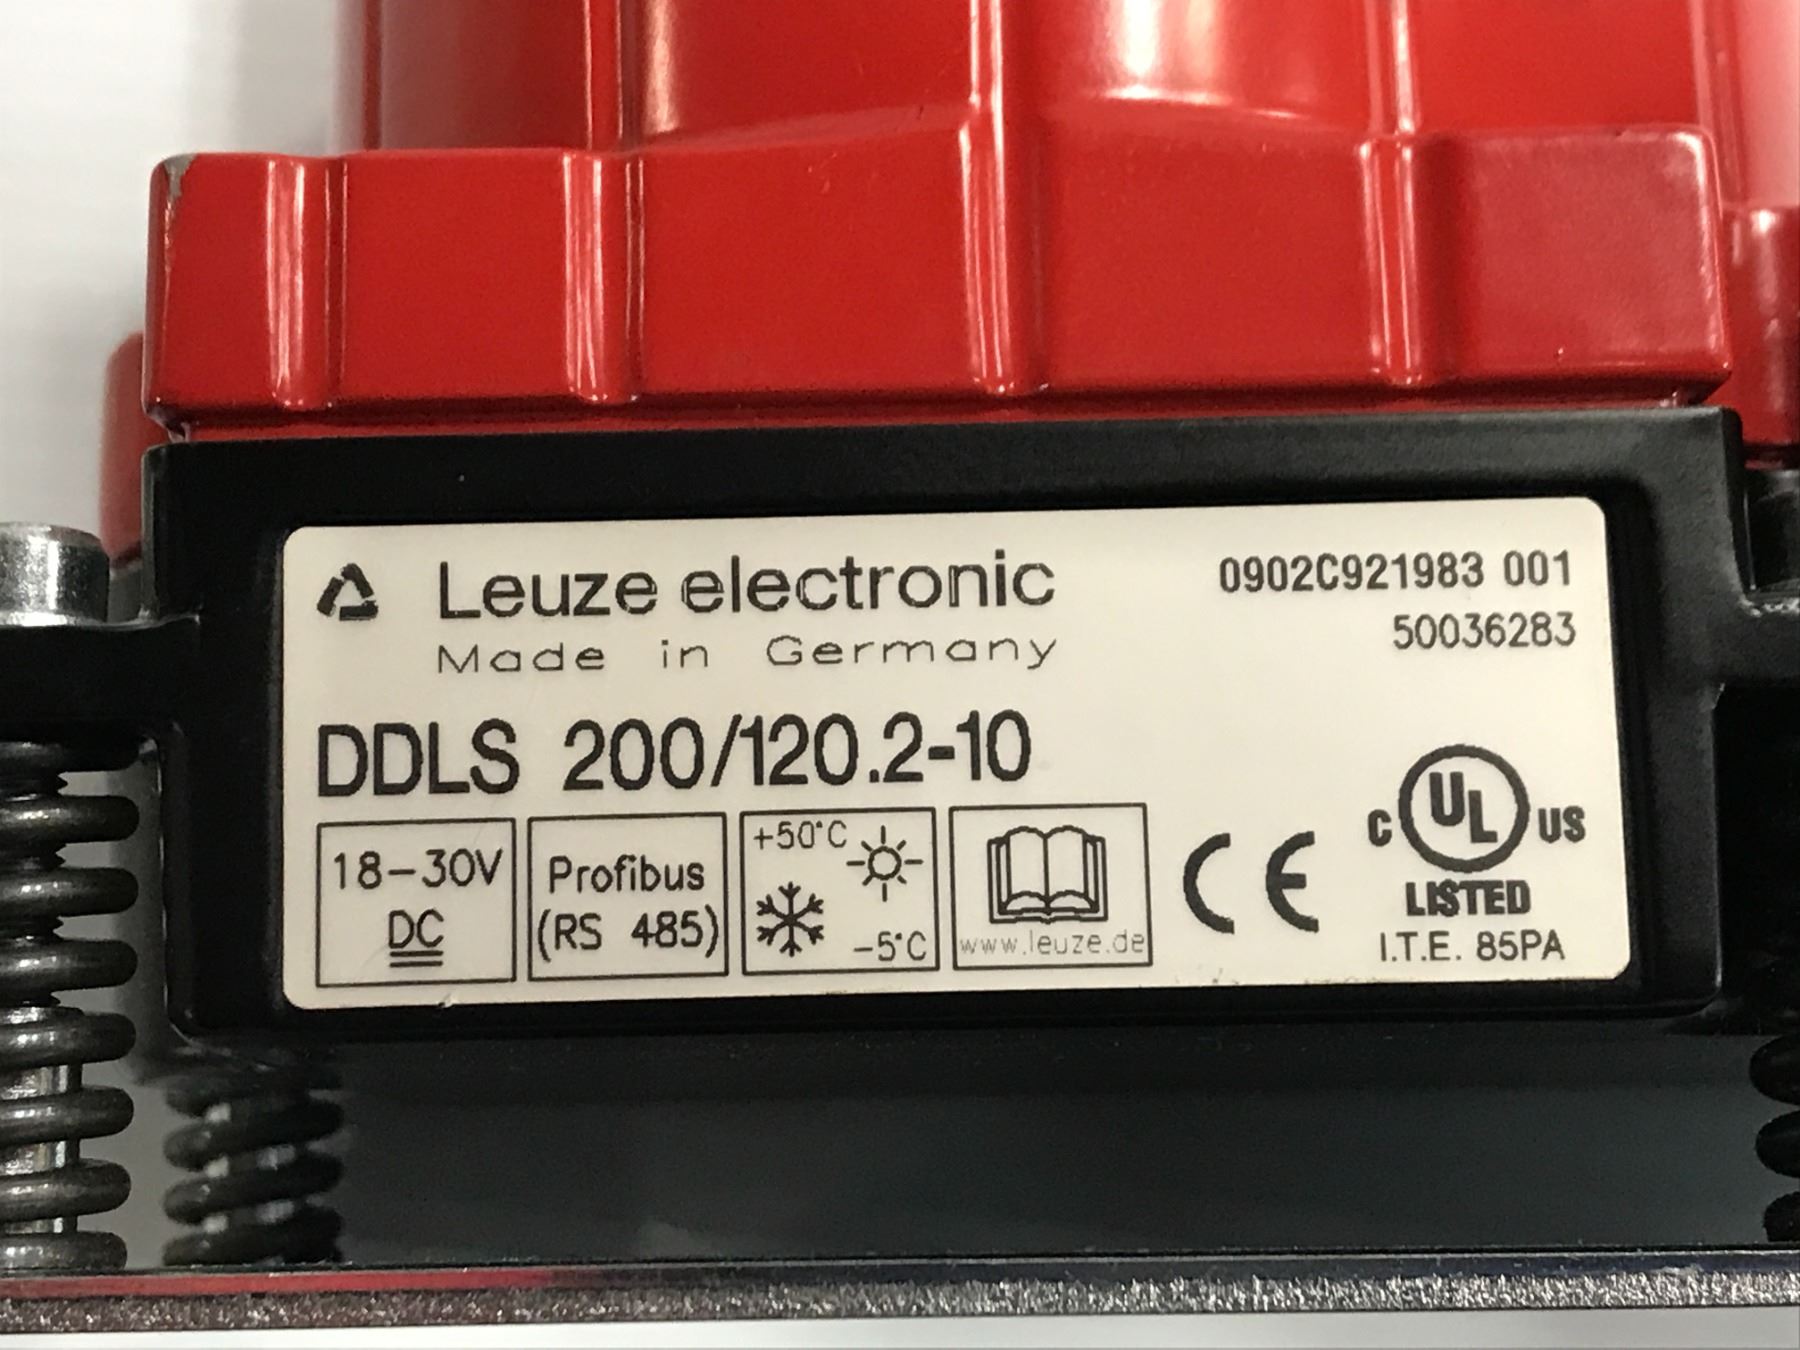 Leuze electronic
Made in Germany
0902C921983 001
50036283
DDLS 200/120.2-10
18-30V
DC
Profibus
(RS 485)
+50°C
-5°C
www.leuze.de
CE
C UL US
LISTED
I.T.E. 85PA